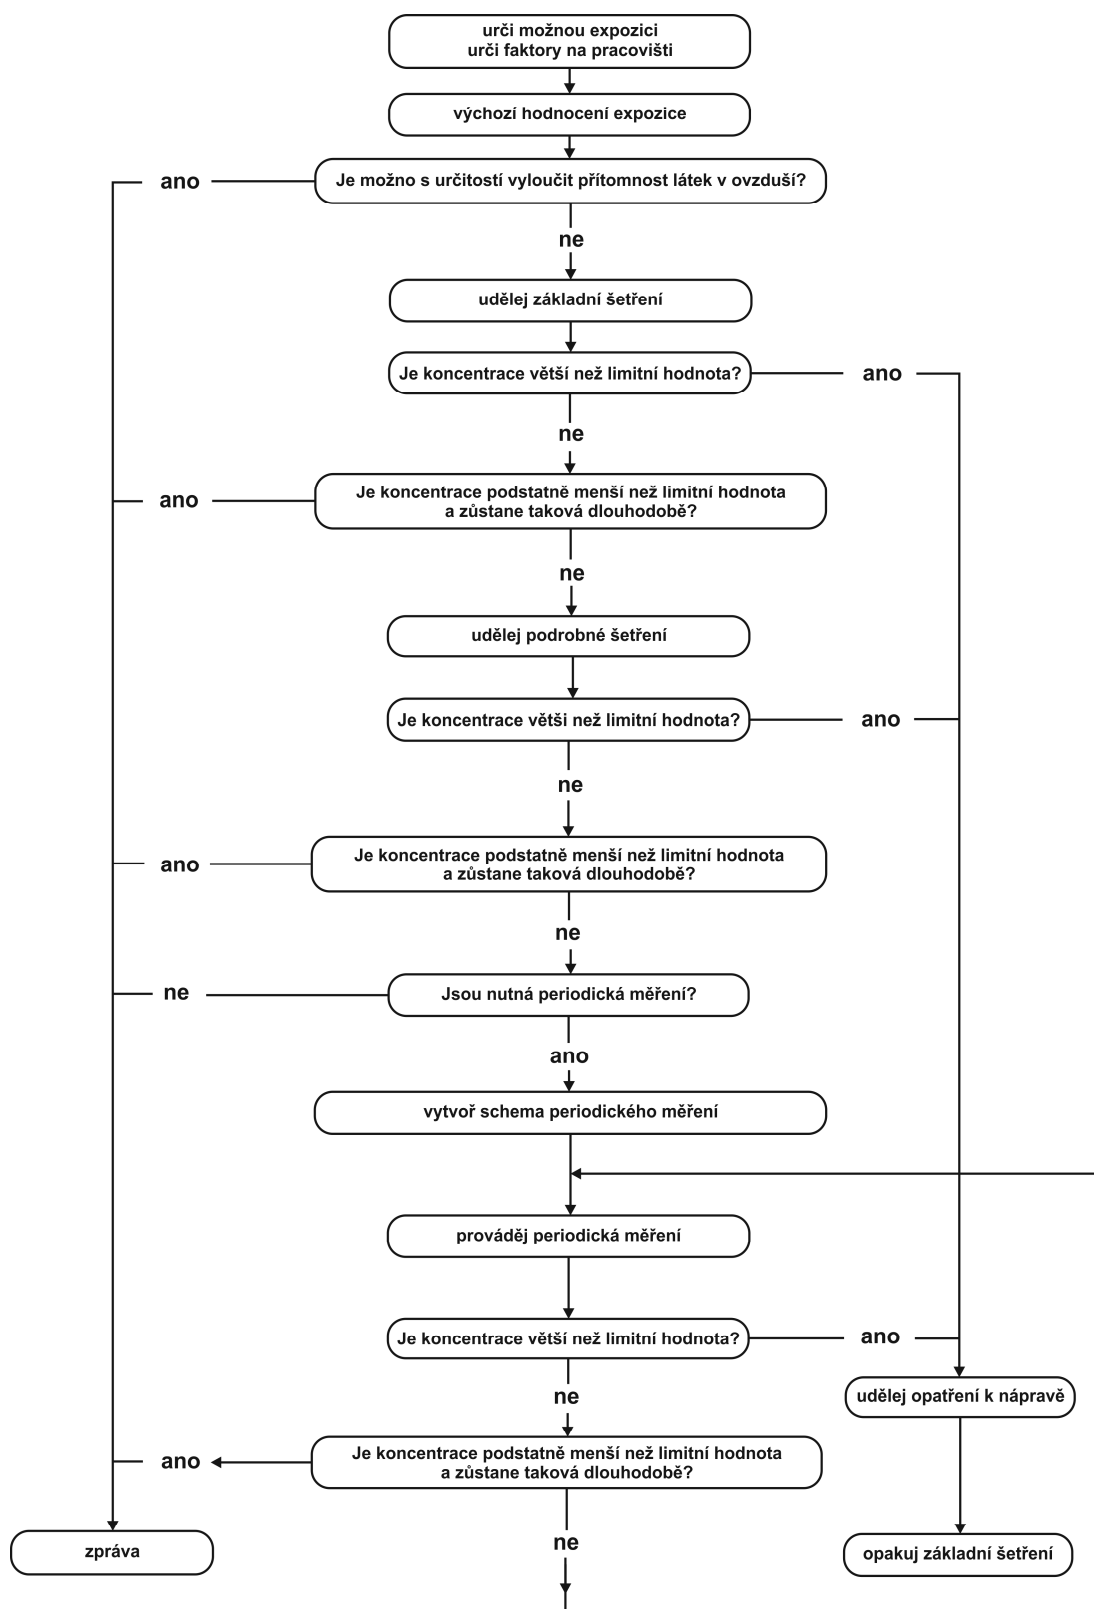 urči možnou expozici
urči faktory na pracovišti
výchozí hodnocení expozice
ano
Je možno s určitostí vyloučit přítomnost látek v ovzduší?
ne
udělej základní šetření
Je koncentrace větší než limitní hodnota?
ano
ne
ano
Je koncentrace podstatně menší než limitní hodnota
a zůstane taková dlouhodobě?
ne
udělej podrobné šetření
Je koncentrace větši než limitní hodnota?
ano
ne
ano
Je koncentrace podstatně menší než limitní hodnota
a zůstane taková dlouhodobě?
ne
ne
Jsou nutná periodická měření?
ano
vytvoř schema periodického měření
prováděj periodická měření
Je koncentrace větší než limitní hodnota?
ano
ne
udělej opatření k nápravě
ano
Je koncentrace podstatně menší než limitní hodnota
a zůstane taková dlouhodobě?
ne
zpráva
opakuj základní šetření